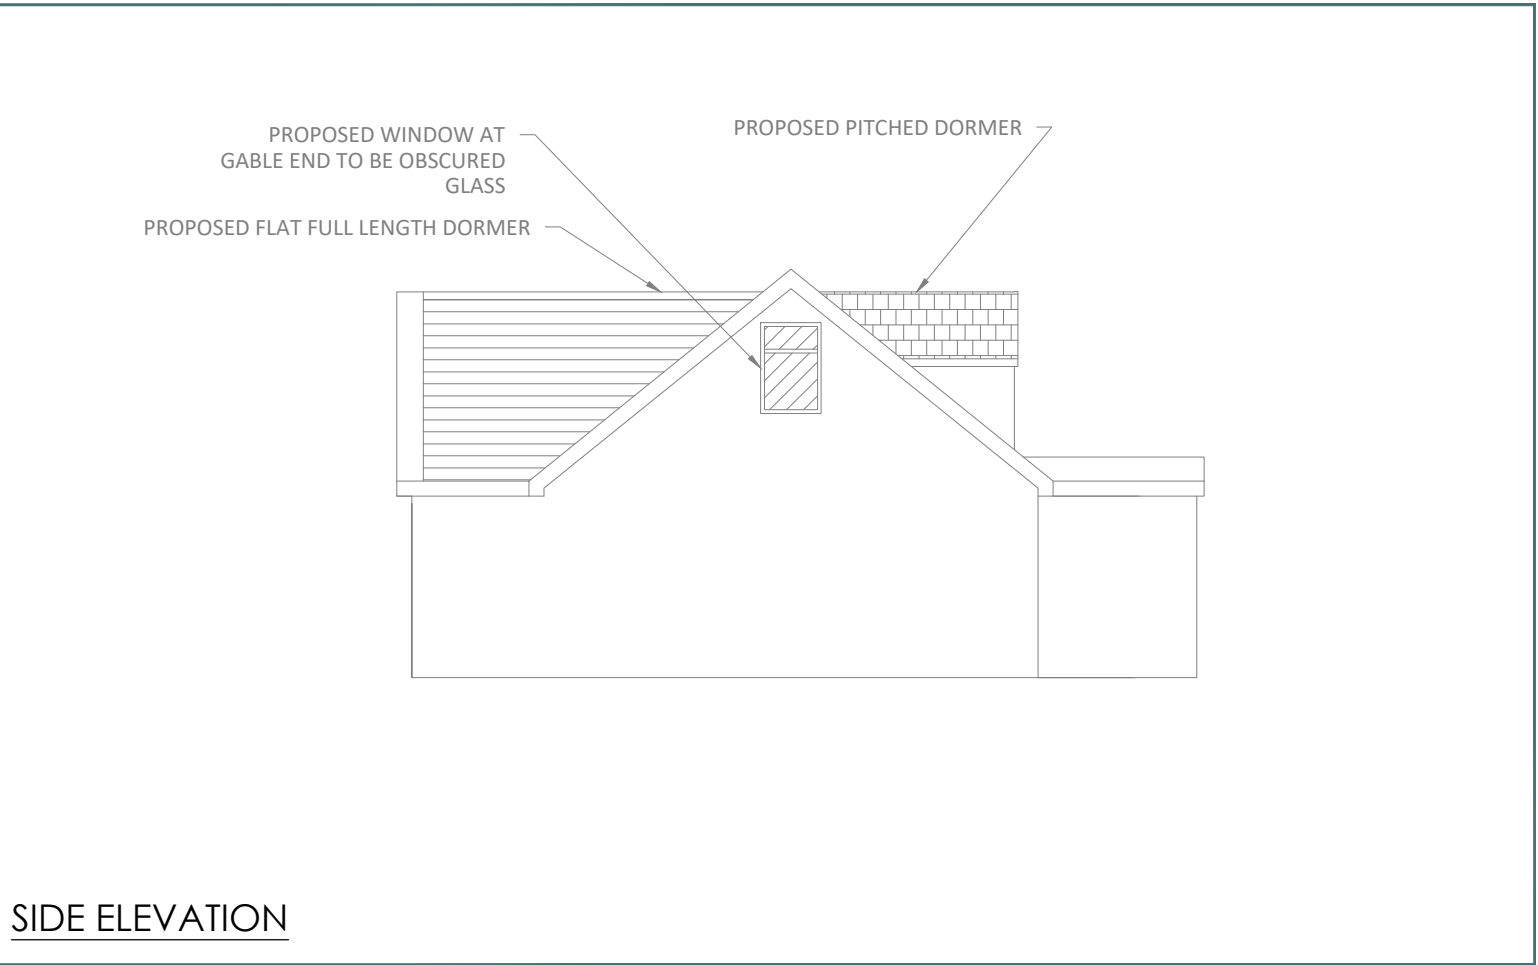 PROPOSED WINDOW AT
GABLE END TO BE OBSCURED
GLASS
PROPOSED PITCHED DORMER
PROPOSED FLAT FULL LENGTH DORMER
SIDE ELEVATION